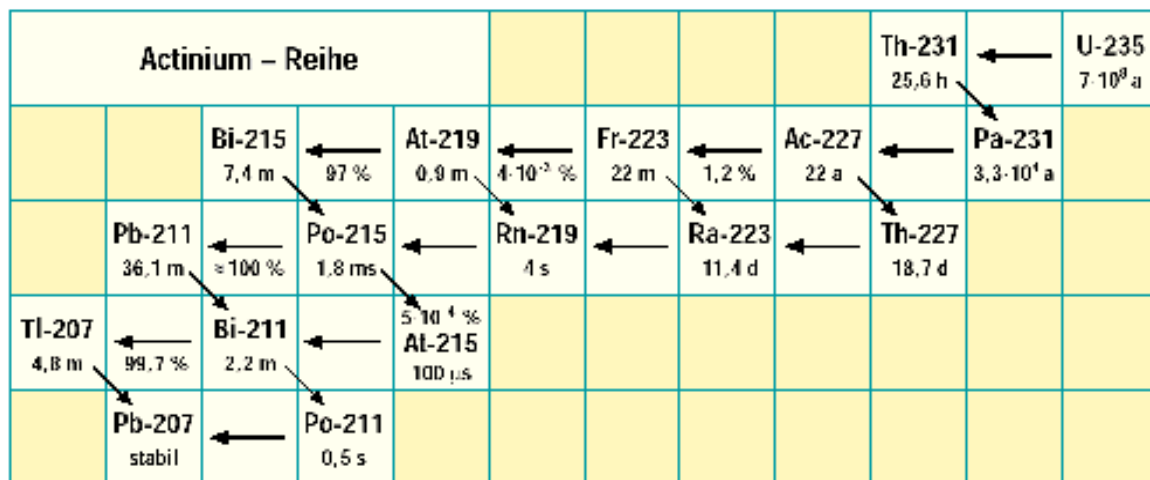 Actinium – Reihe
Th-231
25,6 h
U-235
7·10⁸ a
Bi-215
7,4 m
97 %
At-219
0,9 m
4·10⁻³ %
Fr-223
22 m
1,2 %
Ac-227
22 a
Pa-231
3,3·10⁴ a
Pb-211
36,1 m
≈100 %
Po-215
1,8 ms
Rn-219
4 s
Ra-223
11,4 d
Th-227
18,7 d
Tl-207
4,8 m
99,7 %
Bi-211
2,2 m
5·10⁻⁴ %
At-215
100 µs
Pb-207
stabil
Po-211
0,5 s